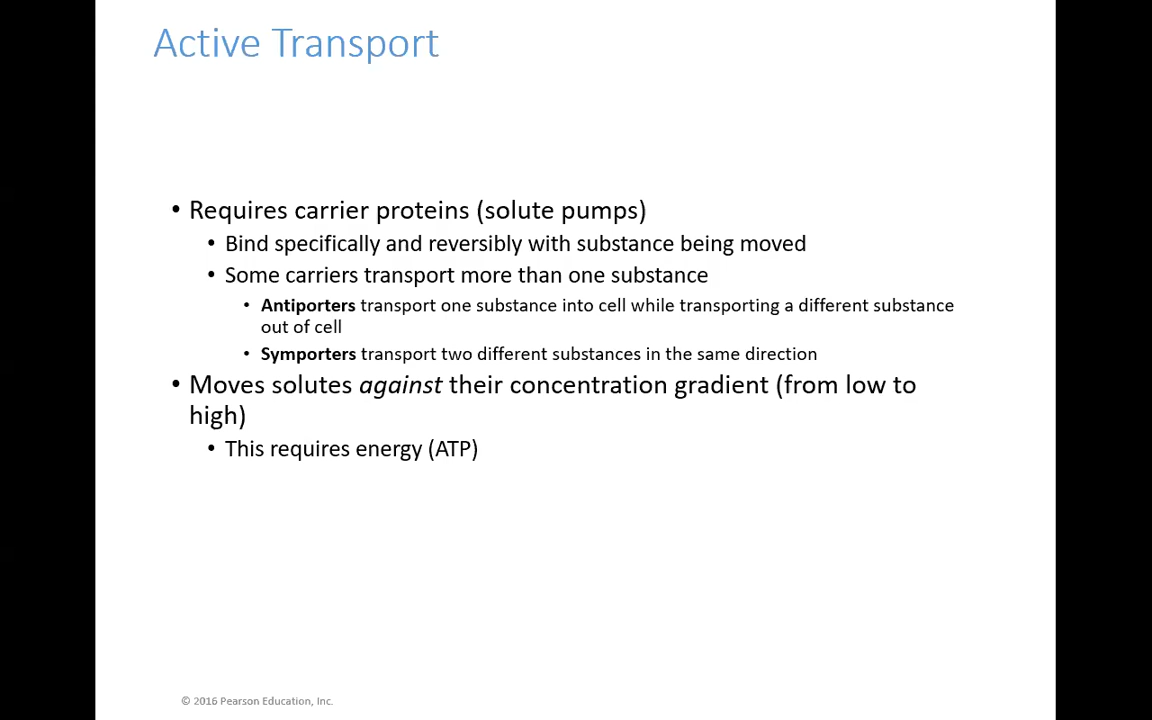 Active Transport
• Requires carrier proteins (solute pumps)
• Bind specifically and reversibly with substance being moved
• Some carriers transport more than one substance
• Antiporters transport one substance into cell while transporting a different substance
out of cell
• Symporters transport two different substances in the same direction
• Moves solutes against their concentration gradient (from low to
high)
• This requires energy (ATP)
© 2016 Pearson Education, Inc.